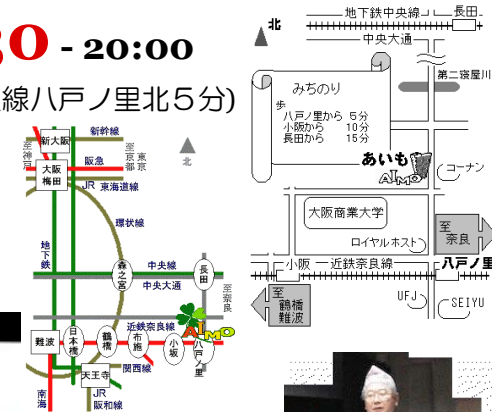 30 - 20:00
線八戸ノ里北５分)
新幹線
新大阪
至神戸
阪急
至京都
東京
大阪
梅田
JR 東海道線
北
環状線
地下鉄
森之宮
中央線
中央大通
長田
至奈良
近鉄奈良線
AIMO
難波
日本橋
鶴橋
布施
小坂
八戸ノ里
関西線
天王寺
南海
JR
阪和線
北
地下鉄中央線
長田
中央大通
第二寝屋川
みちのり
歩
八戸ノ里から 5分
小阪から 10分
長田から 15分
あいも
AIMO
コーナン
大阪商業大学
至
奈良
ロイヤルホスト
小阪
近鉄奈良線
八戸ノ里
至
鶴橋
難波
UFJ
SEIYU